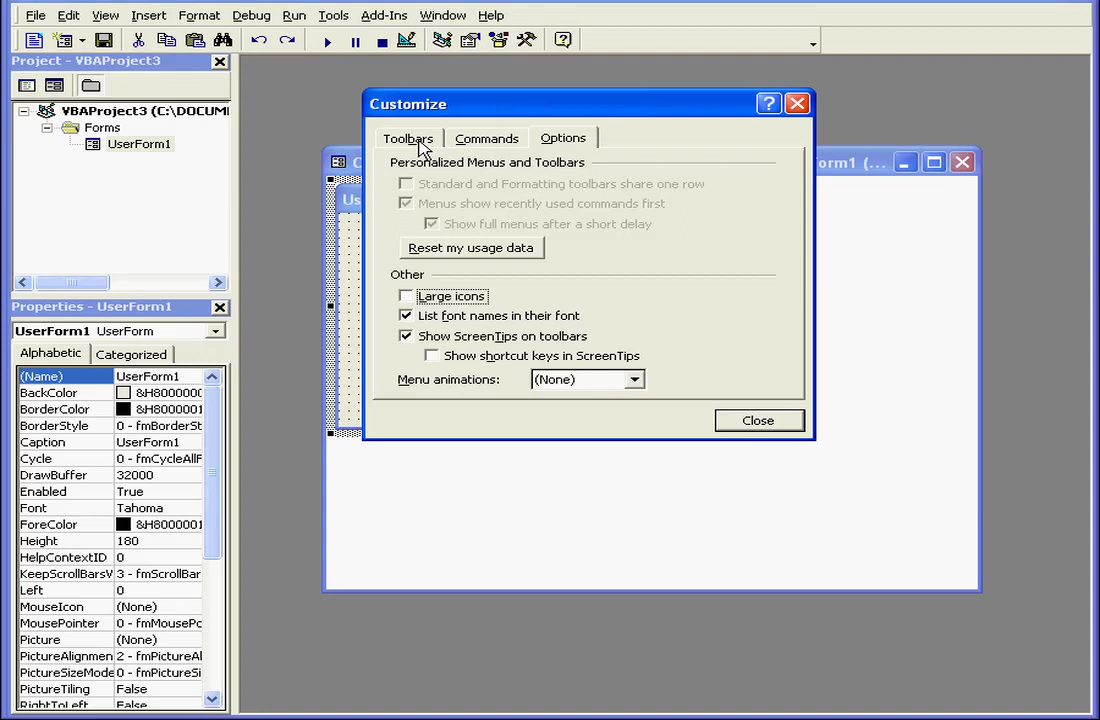 File Edit View Insert Format Debug Run Tools Add-Ins Window Help
Project - VBAProject3
VBAProject3 (C:\DOCUM
Forms
UserForm1
Properties - UserForm1
UserForm1 UserForm
Alphabetic Categorized
(Name) UserForm1
BackColor &H8000000
BorderColor &H8000001
BorderStyle 0 - fmBorderSt
Caption UserForm1
Cycle 0 - fmCycleAllF
DrawBuffer 32000
Enabled True
Font Tahoma
ForeColor &H8000001
Height 180
HelpContextID 0
KeepScrollBarsV 3 - fmScrollBar
Left 0
MouseIcon (None)
MousePointer 0 - fmMousePo
Picture (None)
PictureAlignmen 2 - fmPictureAl
PictureSizeMode 0 - fmPictureSi
PictureTiling False
RightToLeft False
Customize
Toolbars Commands Options
Personalized Menus and Toolbars
Standard and Formatting toolbars share one row
Menus show recently used commands first
Show full menus after a short delay
Reset my usage data
Other
Large icons
List font names in their font
Show ScreenTips on toolbars
Show shortcut keys in ScreenTips
Menu animations: (None)
Close
orm1 (...
Us